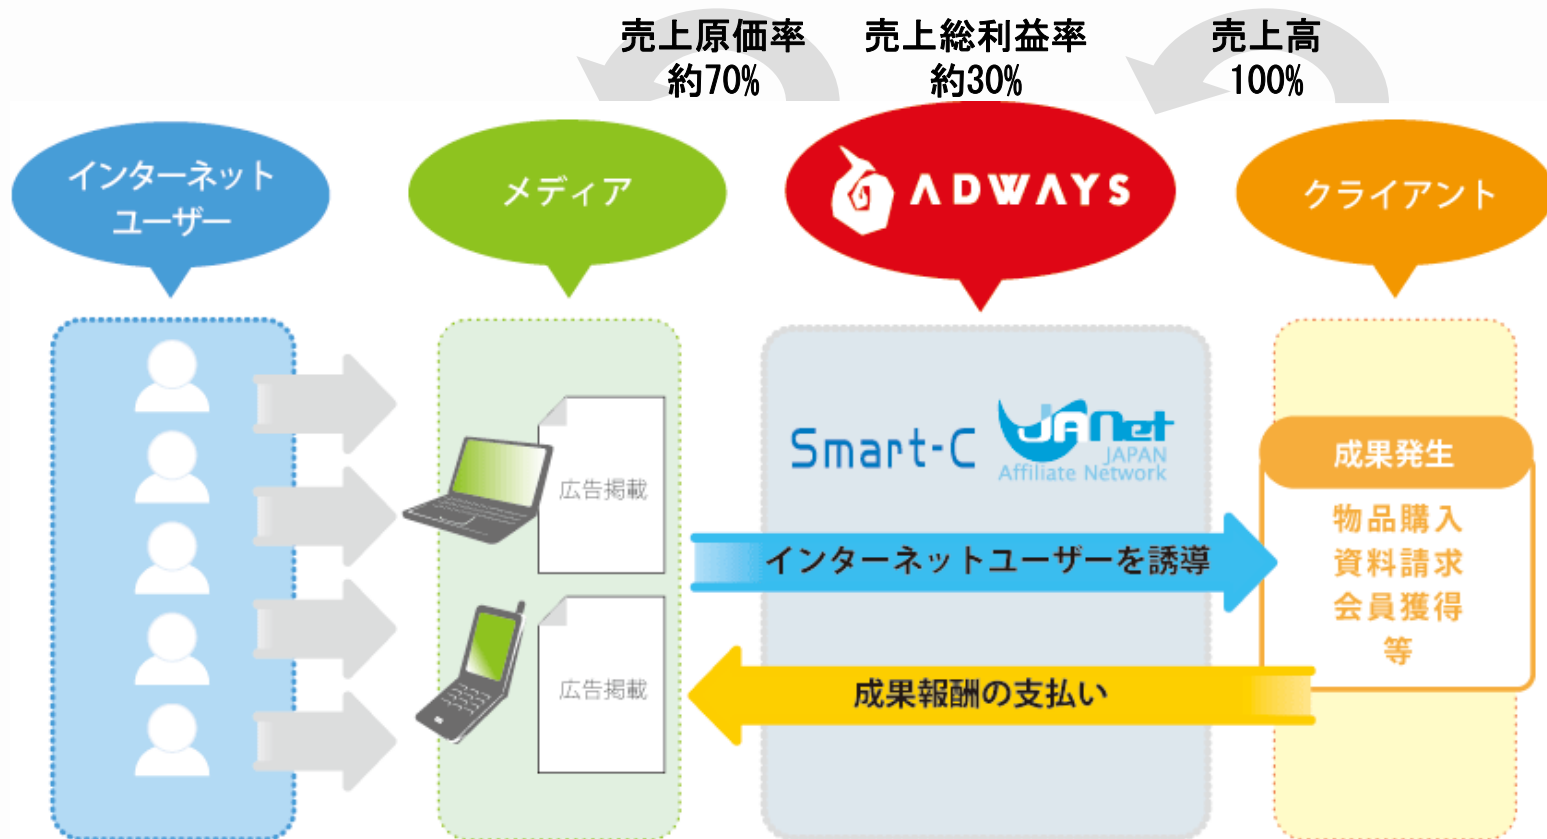 売上原価率
約70%
売上総利益率
約30%
売上高
100%
インターネット
ユーザー
メディア
ADWAYS
クライアント
広告掲載
広告掲載
Smart-C
JANet
JAPAN
Affiliate Network
インターネットユーザーを誘導
成果報酬の支払い
成果発生
物品購入
資料請求
会員獲得
等